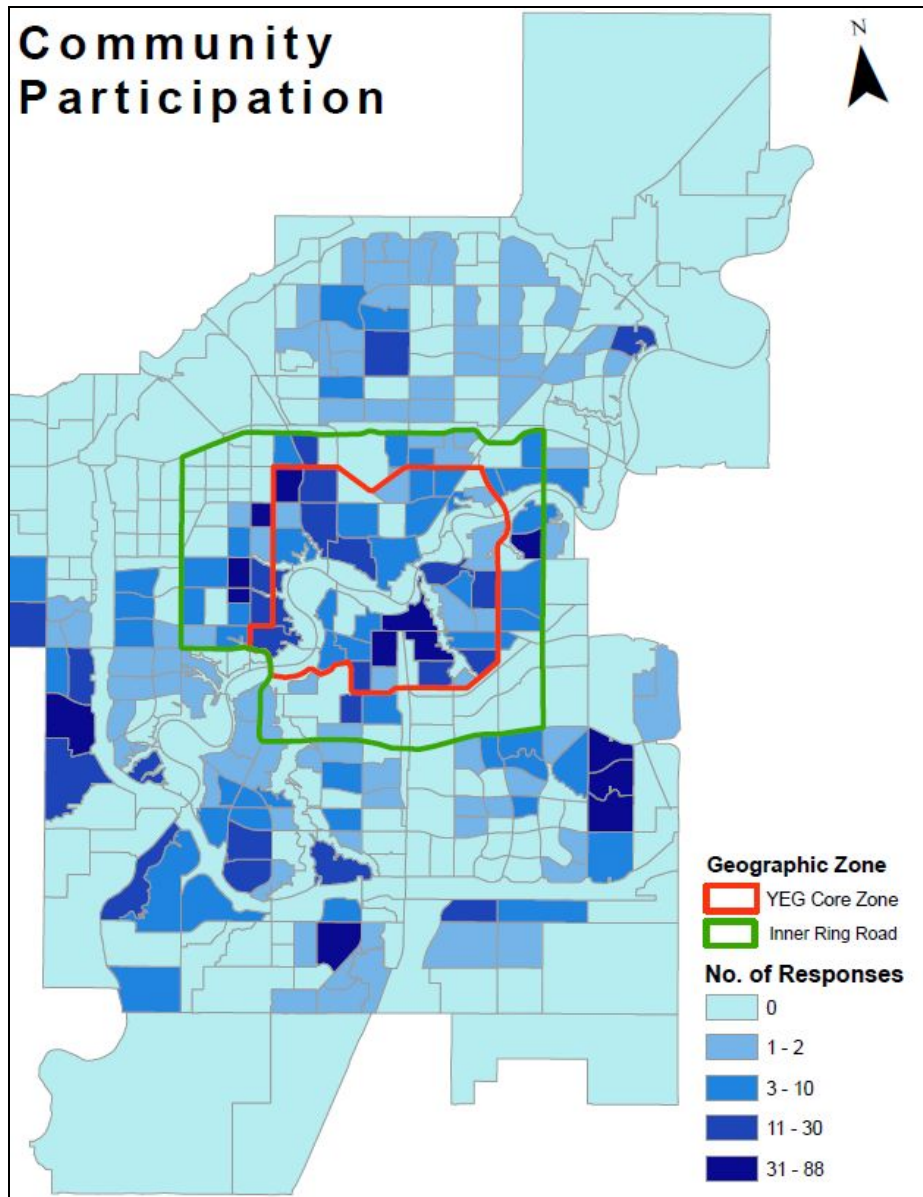 Community
Participation
N
Geographic Zone
YEG Core Zone
Inner Ring Road
No. of Responses
0
1 - 2
3 - 10
11 - 30
31 - 88